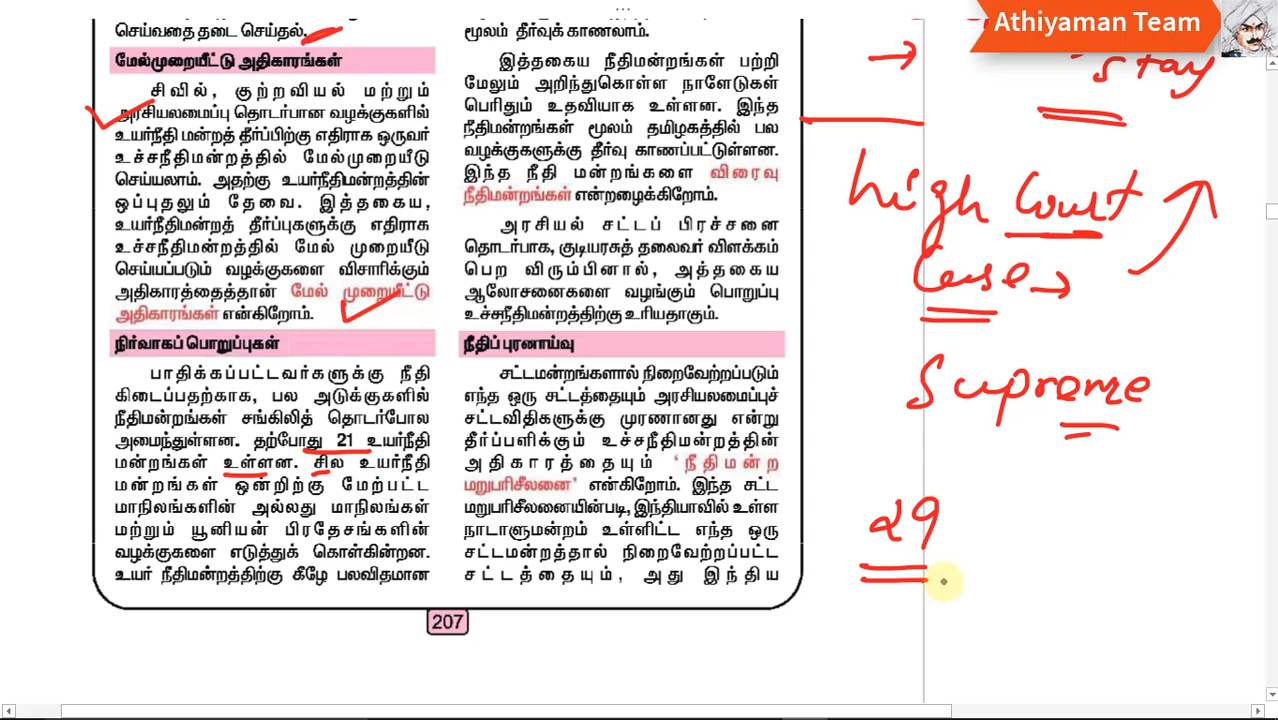 செய்வதை தடை செய்தல்.
மேல்முறையீட்டு அதிகாரங்கள்
சிவில், குற்றவியல் மற்றும்
அரசியலமைப்பு தொடர்பான வழக்குகளில்
உயர்நீதி மன்றத் தீர்ப்பிற்கு எதிராக ஒருவர்
உச்சநீதிமன்றத்தில் மேல்முறையீடு
செய்யலாம். அதற்கு உயர்நீதிமன்றத்தின்
ஒப்புதலும் தேவை. இத்தகைய,
உயர்நீதிமன்றத் தீர்ப்புகளுக்கு எதிராக
உச்சநீதிமன்றத்தில் மேல் முறையீடு
செய்யப்படும் வழக்குகளை விசாரிக்கும்
அதிகாரத்தைத்தான் மேல் முறையீட்டு
அதிகாரங்கள் என்கிறோம்.
நிர்வாகப் பொறுப்புகள்
பாதிக்கப்பட்டவர்களுக்கு நீதி
கிடைப்பதற்காக, பல அடுக்குகளில்
நீதிமன்றங்கள் சங்கிலித் தொடர்போல
அமைந்துள்ளன. தற்போது 21 உயர்நீதி
மன்றங்கள் உள்ளன. சில உயர்நீதி
மன்றங்கள் ஒன்றிற்கு மேற்பட்ட
மாநிலங்களின் அல்லது மாநிலங்கள்
மற்றும் யூனியன் பிரதேசங்களின்
வழக்குகளை எடுத்துக் கொள்கின்றன.
உயர் நீதிமன்றத்திற்கு கீழே பலவிதமான
மூலம் தீர்வுக் காணலாம்.
இத்தகைய நீதிமன்றங்கள் பற்றி
மேலும் அறிந்துகொள்ள நாளேடுகள்
பெரிதும் உதவியாக உள்ளன. இந்த
நீதிமன்றங்கள் மூலம் தமிழகத்தில் பல
வழக்குகளுக்கு தீர்வு காணப்பட்டுள்ளன.
இந்த நீதி மன்றங்களை விரைவு
நீதிமன்றங்கள் என்றழைக்கிறோம்.
அரசியல் சட்டப் பிரச்சனை
தொடர்பாக, குடியரசுத் தலைவர் விளக்கம்
பெற விரும்பினால், அத்தகைய
ஆலோசனைகளை வழங்கும் பொறுப்பு
உச்சநீதிமன்றத்திற்கு உரியதாகும்.
நீதிப் புரனாய்வு
சட்டமன்றங்களால் நிறைவேற்றப்படும்
எந்த ஒரு சட்டத்தையும் அரசியலமைப்புச்
சட்டவிதிகளுக்கு முரணானது என்று
தீர்ப்பளிக்கும் உச்சநீதிமன்றத்தின்
அதிகாரத்தையும் 'நீதிமன்ற
மறுபரிசீலனை' என்கிறோம். இந்த சட்ட
மறுபரிசீலனையின்படி, இந்தியாவில் உள்ள
நாடாளுமன்றம் உள்ளிட்ட எந்த ஒரு
சட்டமன்றத்தால் நிறைவேற்றப்பட்ட
சட்டத்தையும், அது இந்திய
207
Athiyaman Team
→ Stay
high Court
Case →
Supreme
29